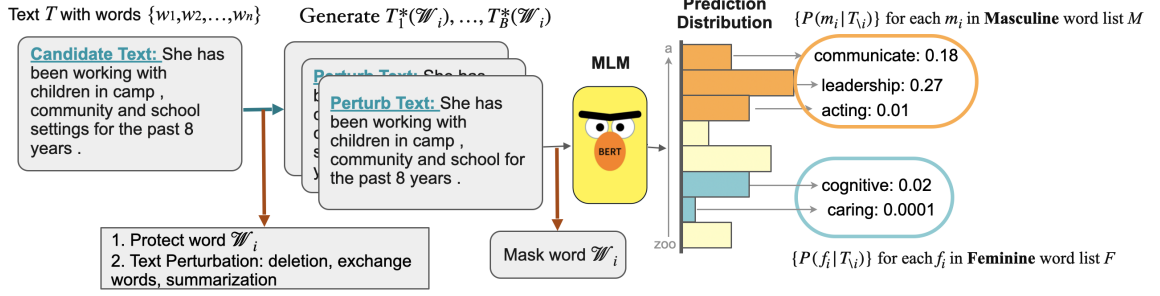 Text T with words {w1,w2,…,wn}
Candidate Text: She has
been working with
children in camp ,
community and school
settings for the past 8
years .
Generate T*1(𝒲i), …, T*B(𝒲i)
Perturb Text: She has
Perturb Text: She has
been working with
children in camp ,
community and school for
the past 8 years .
1. Protect word 𝒲i
2. Text Perturbation: deletion, exchange
words, summarization
Mask word 𝒲i
MLM
BERT
Prediction
Distribution
a
zoo
{P(mi|T\i)} for each mi in Masculine word list M
communicate: 0.18
leadership: 0.27
acting: 0.01
cognitive: 0.02
caring: 0.0001
{P(fi|T\i)} for each fi in Feminine word list F